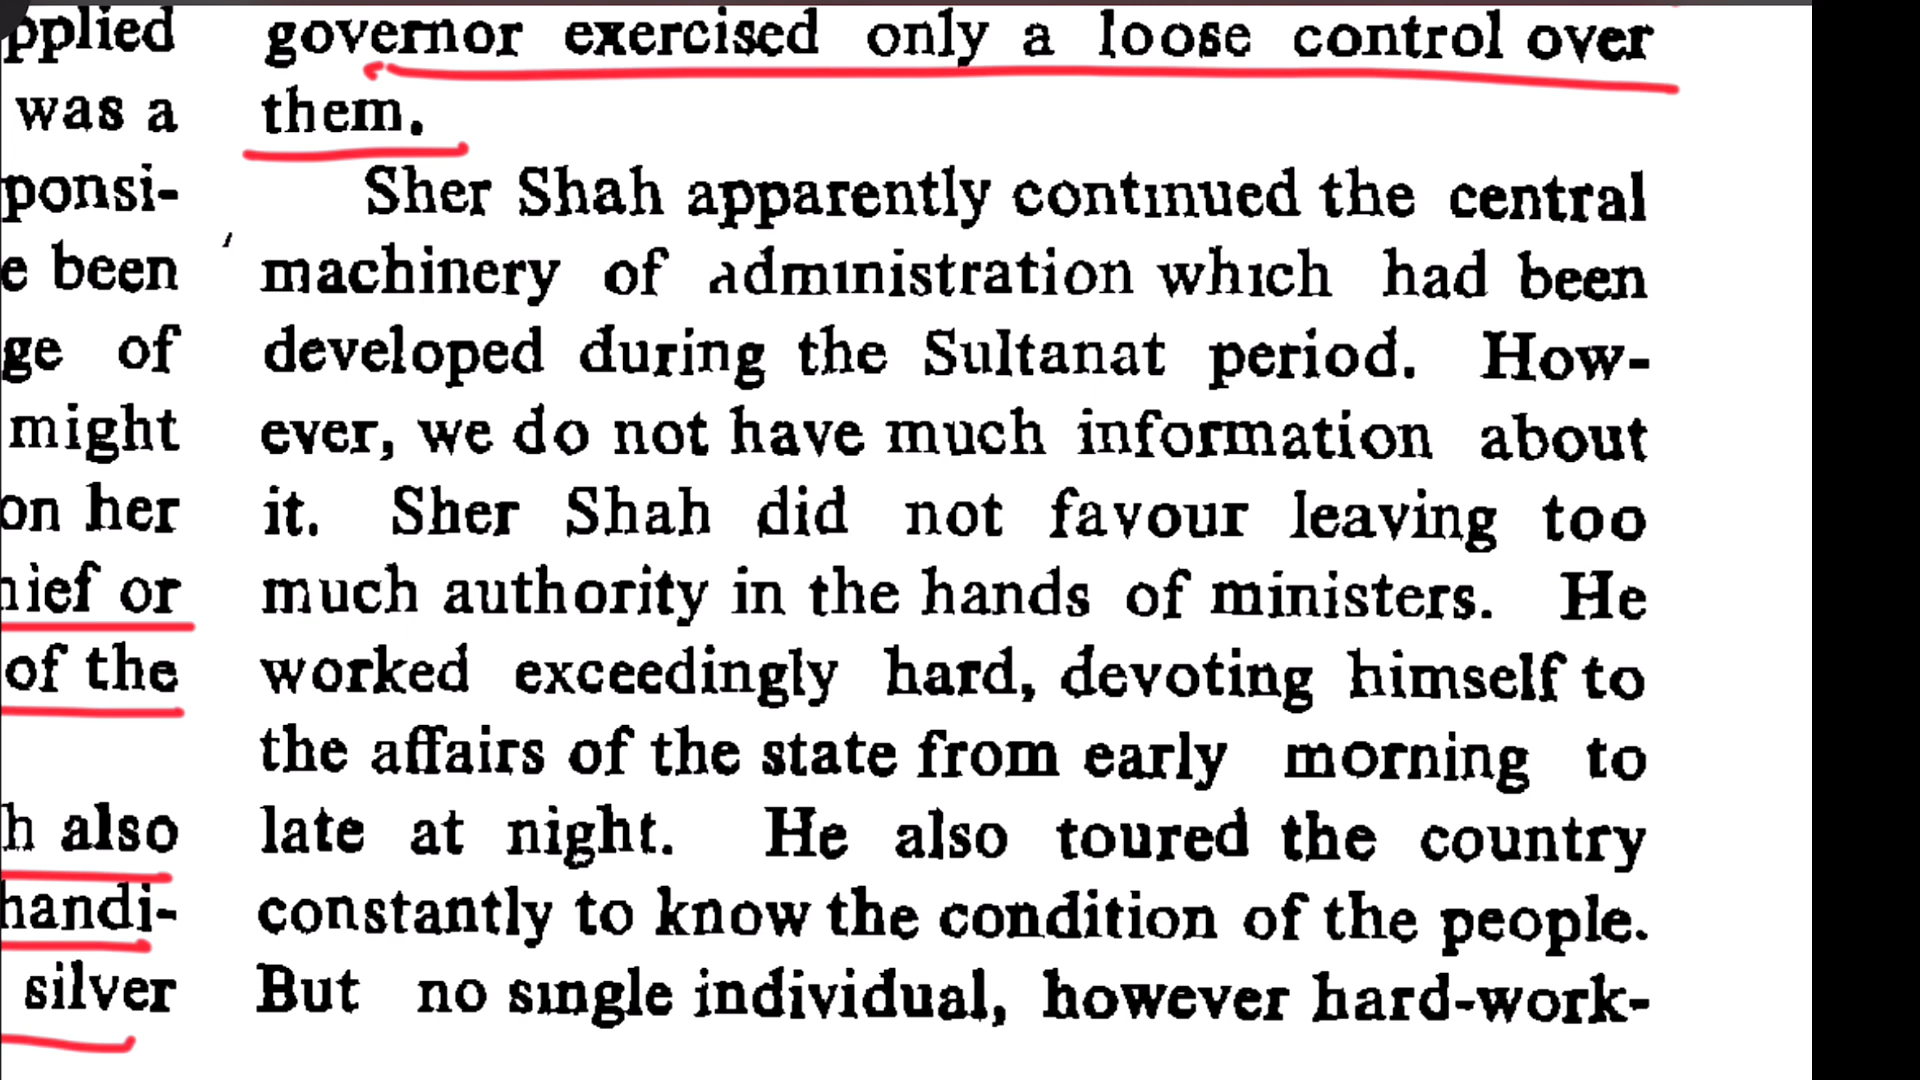 pplied
was a
ponsi-
e been
ge of
might
on her
hief or
of the
h also
handi-
silver
governor exercised only a loose control over
them.
Sher Shah apparently continued the central
machinery of administration which had been
developed during the Sultanat period. How-
ever, we do not have much information about
it. Sher Shah did not favour leaving too
much authority in the hands of ministers. He
worked exceedingly hard, devoting himself to
the affairs of the state from early morning to
late at night. He also toured the country
constantly to know the condition of the people.
But no single individual, however hard-work-